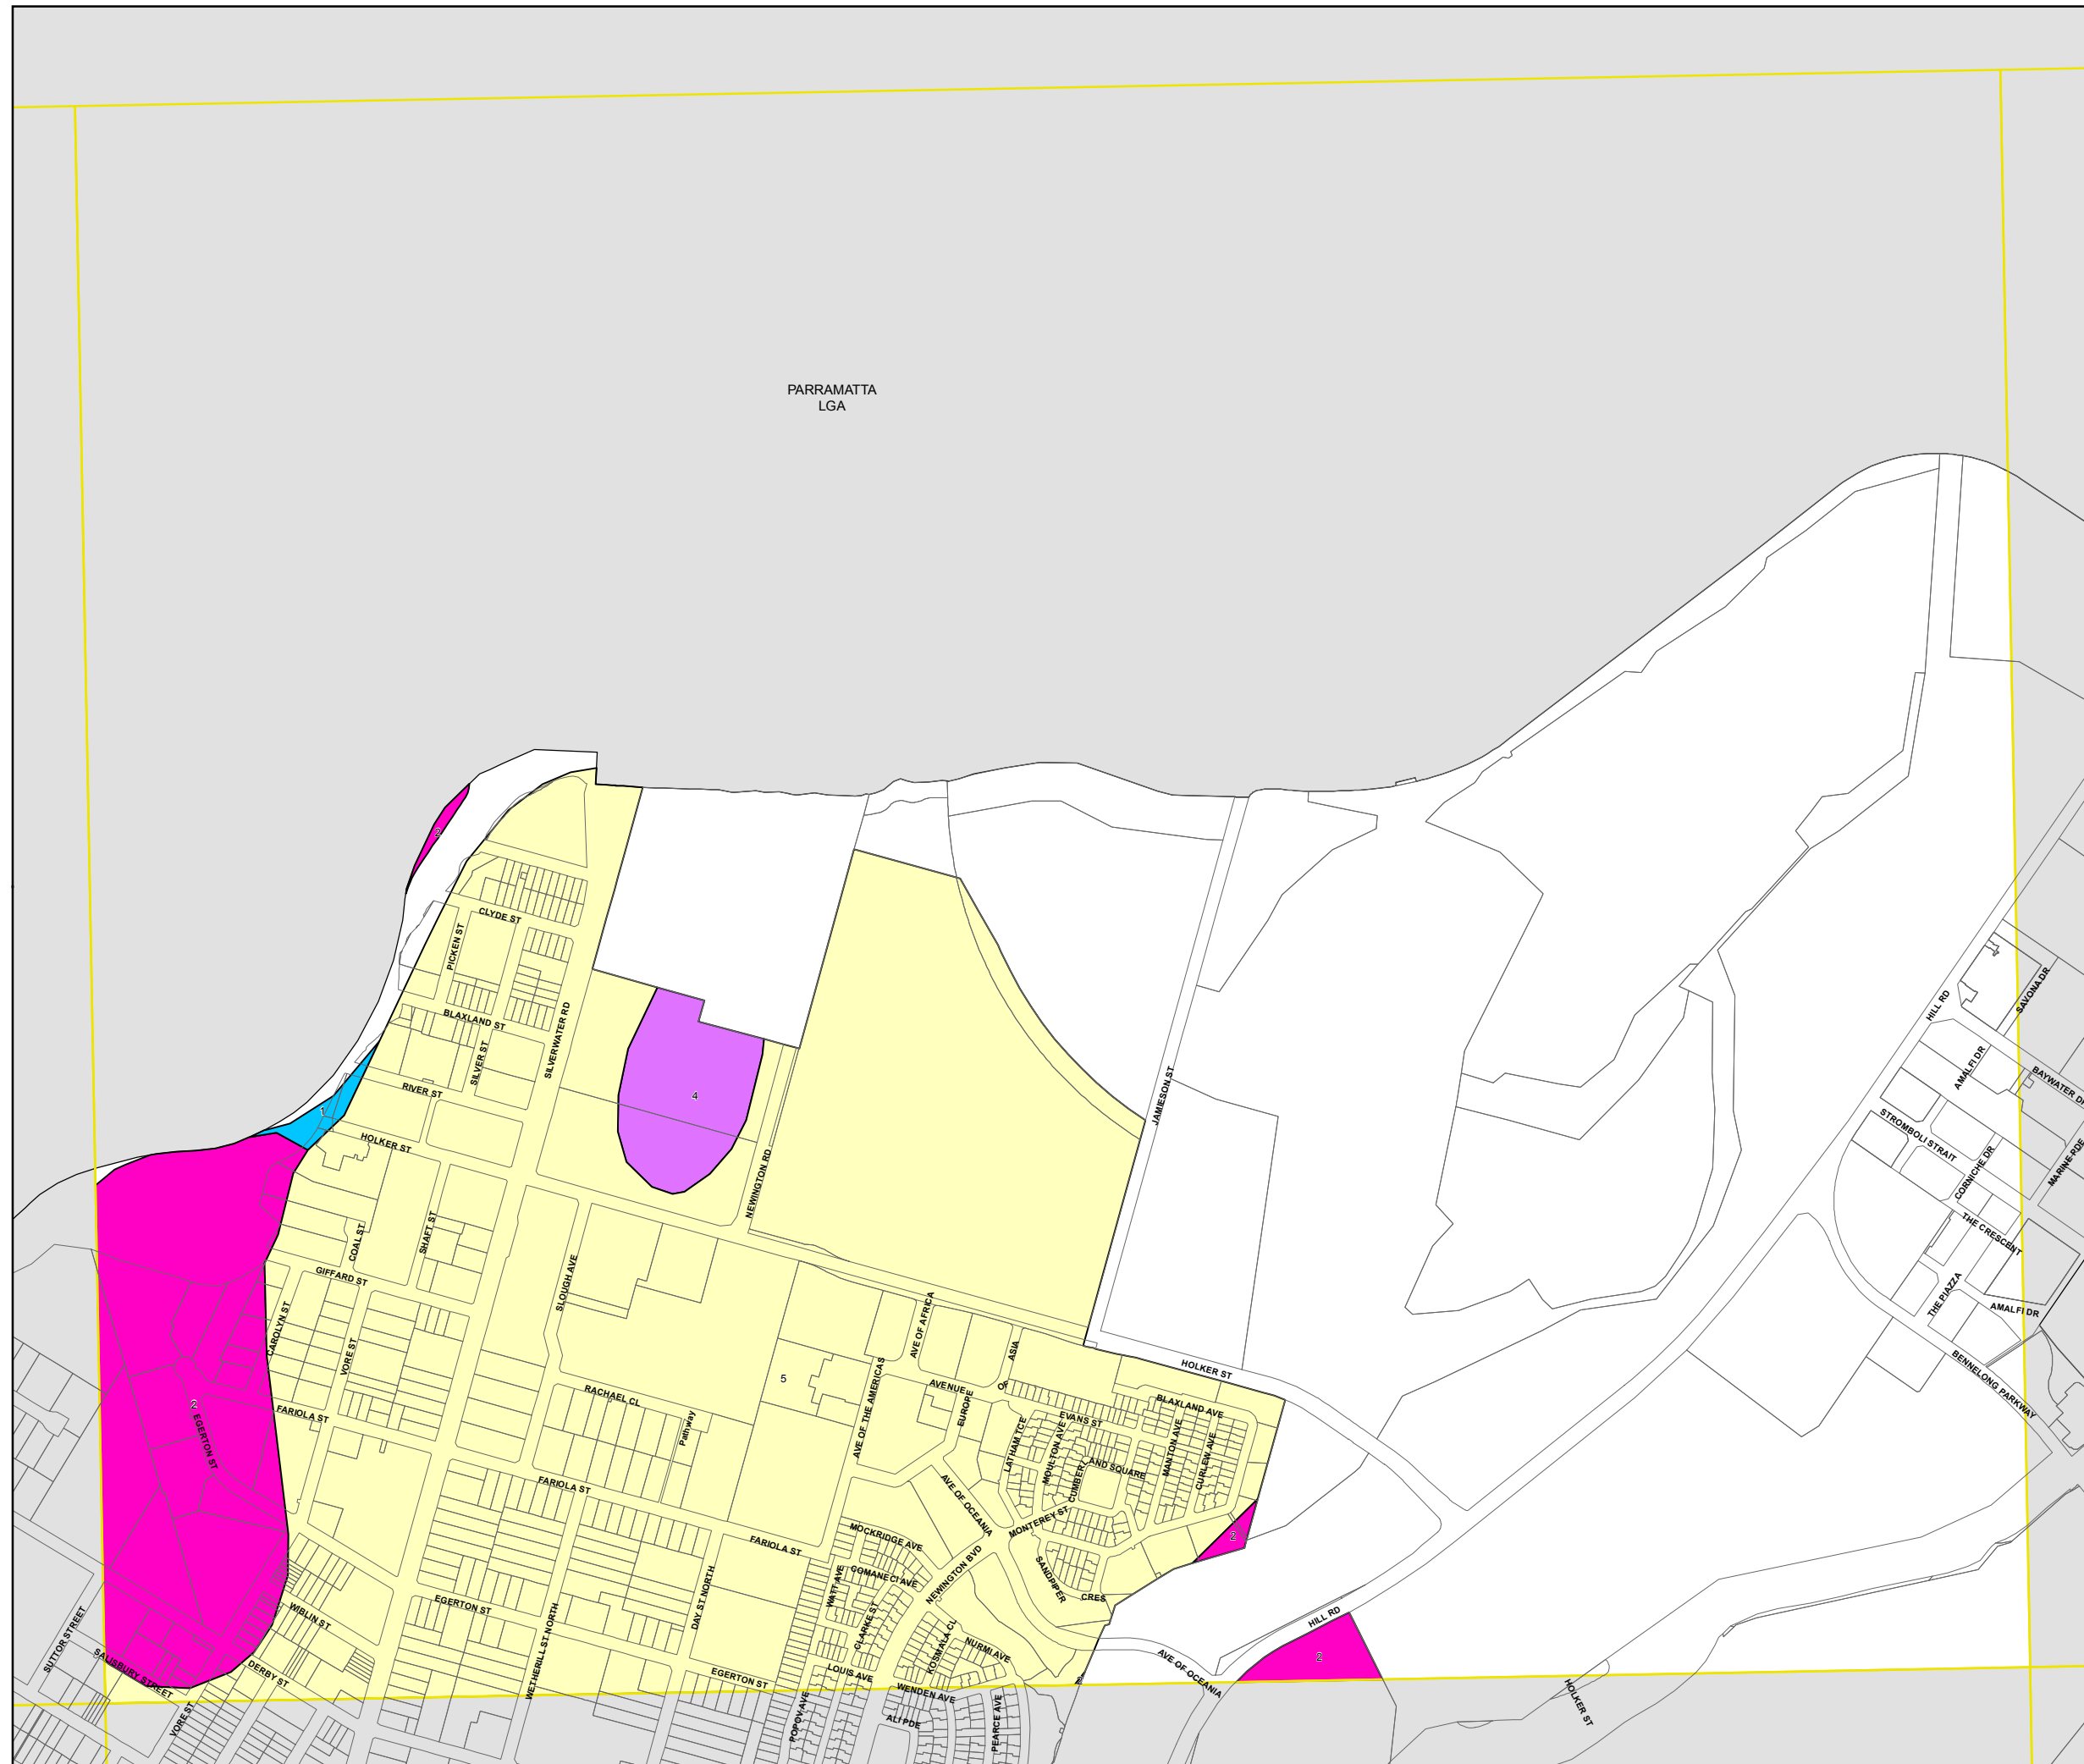 PARRAMATTA
LGA
2
CLYDE ST
PICKEN ST
BLAXLAND ST
SILVER ST
SILVERWATER RD
RIVER ST
1
HOLKER ST
4
NEWINGTON RD
JAMIESON ST
HILL RD
SAVONA DR
AMALFI DR
BAYWATER DR
STROMBOLI STRAIT
CORNICHE DR
MARINE PDE
THE CRESCENT
THE PIAZZA
AMALFI DR
BENNELONG PARKWAY
COAL ST
SHAFT ST
GIFFARD ST
SLOUGH AVE
CAROLYN ST
VORE ST
2
EGERTON ST
FARIOLA ST
RACHAEL CL
Pathway
5
AVE OF THE AMERICAS
AVE OF AFRICA
AVENUE
OF
ASIA
EUROPE
HOLKER ST
BLAXLAND AVE
EVANS ST
LATHAM TCE
MOULTON AVE
CUMBERL
AND SQUARE
MANTON AVE
CURLEW AVE
FARIOLA ST
AVE OF OCEANIA
MONTEREY ST
2
FARIOLA ST
MOCKRIDGE AVE
COMANECI AVE
WATT AVE
CLARKE ST
NEWINGTON BVD
SANDPIPER
CRES
DAY ST NORTH
EGERTON ST
WETHERILL ST NORTH
WIBLIN ST
SUTTOR STREET
SALISBURY STREET
DERBY ST
VORE ST
EGERTON ST
LOUIS AVE
KOSMALA CL
NURMI AVE
WENDEN AVE
POPOV AVE
ALI PDE
PEARCE AVE
AVE OF OCEANIA
HILL RD
2
HOLKER ST